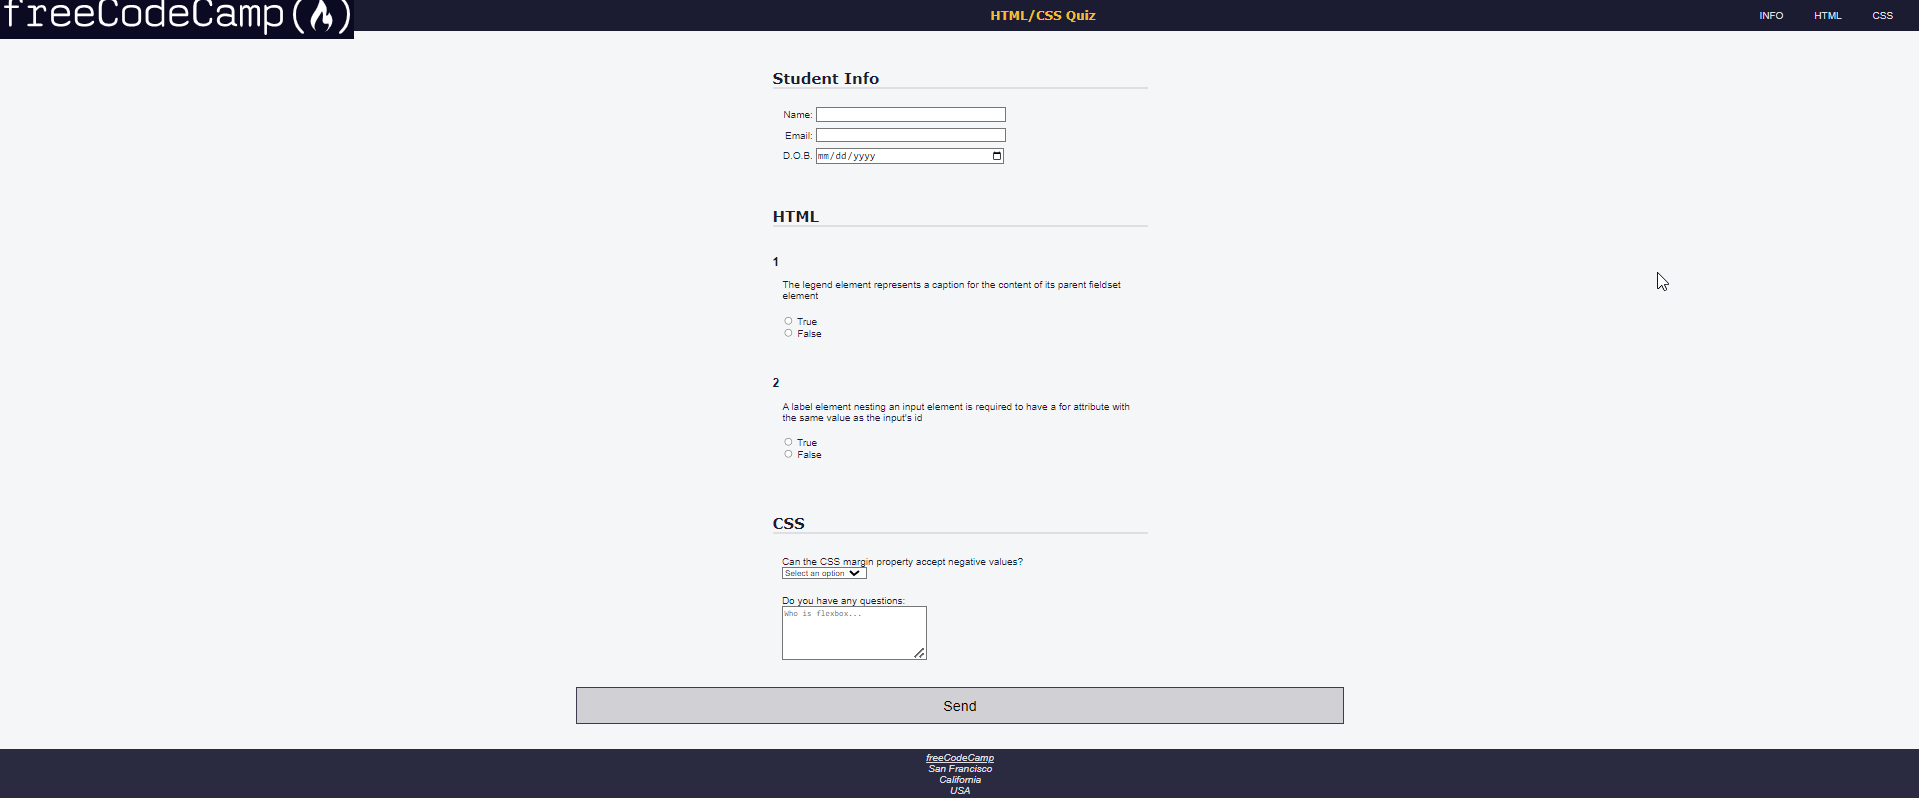 freeCodeCamp(🔥)
HTML/CSS Quiz
INFO
HTML
CSS
Student Info
Name:
Email:
D.O.B.
mm/dd/yyyy
HTML
1
The legend element represents a caption for the content of its parent fieldset
element
True
False
2
A label element nesting an input element is required to have a for attribute with
the same value as the input's id
True
False
CSS
Can the CSS margin property accept negative values?
Select an option
Do you have any questions:
Who is flexbox...
Send
freeCodeCamp
San Francisco
California
USA